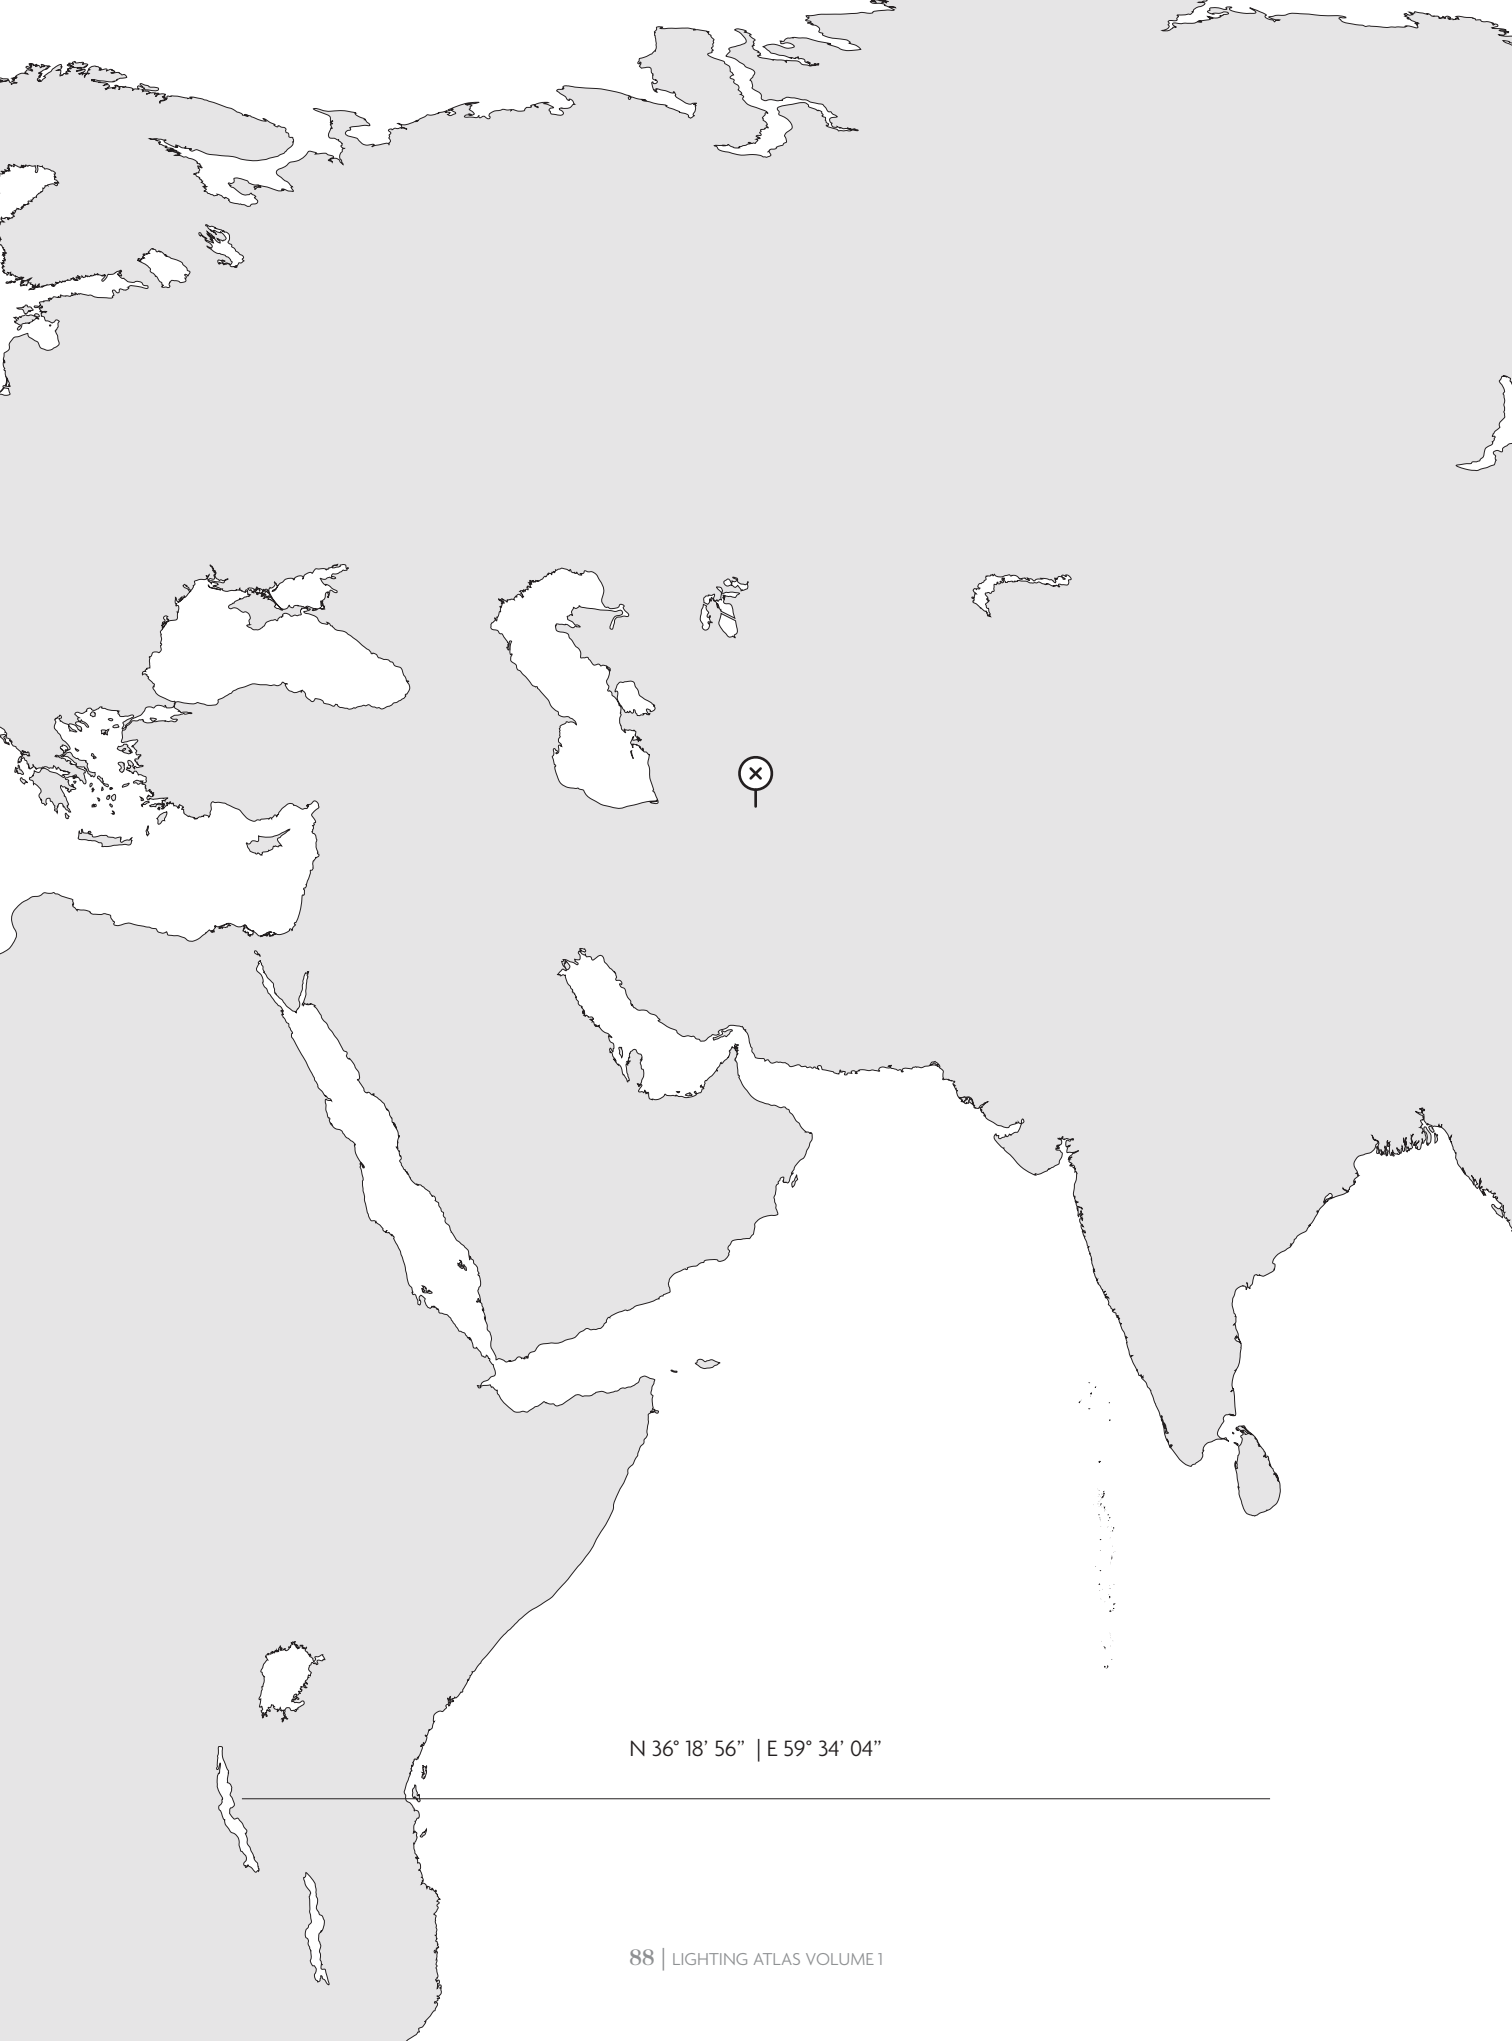 N 36° 18’ 56” | E 59° 34’ 04”
88 | LIGHTING ATLAS VOLUME 1